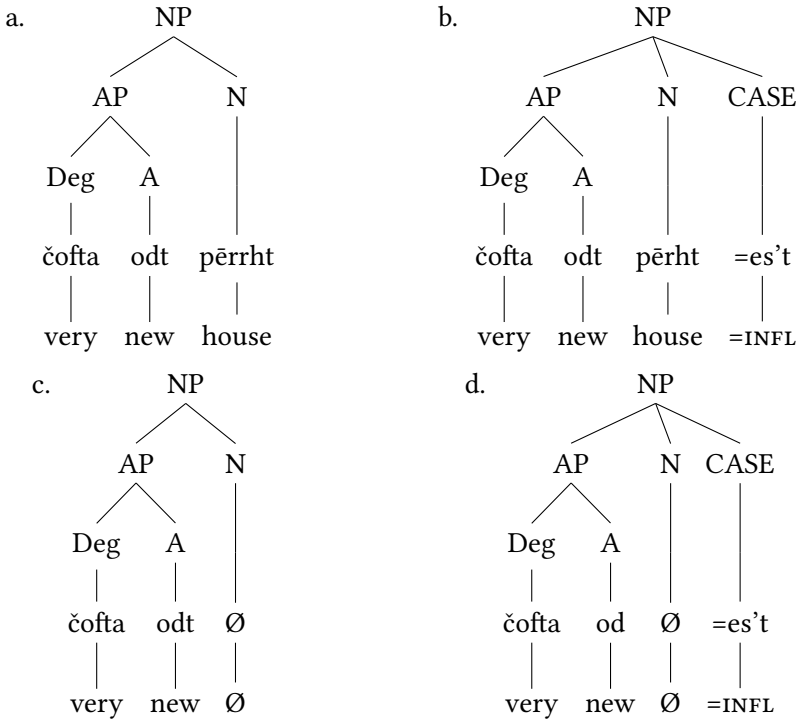 a. NP b. NP
AP N AP N CASE
Deg A Deg A
čofta odt pērrht čofta odt pērht =es’t
very new house very new house =INFL
c. NP d. NP
AP N AP N CASE
Deg A Deg A
čofta odt Ø čofta od Ø =es’t
very new Ø very new Ø =INFL